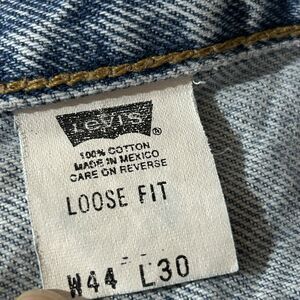 LEVI'S ®
100% COTTON
MADE IN MEXICO
CARE ON REVERSE
LOOSE FIT
W44 L30